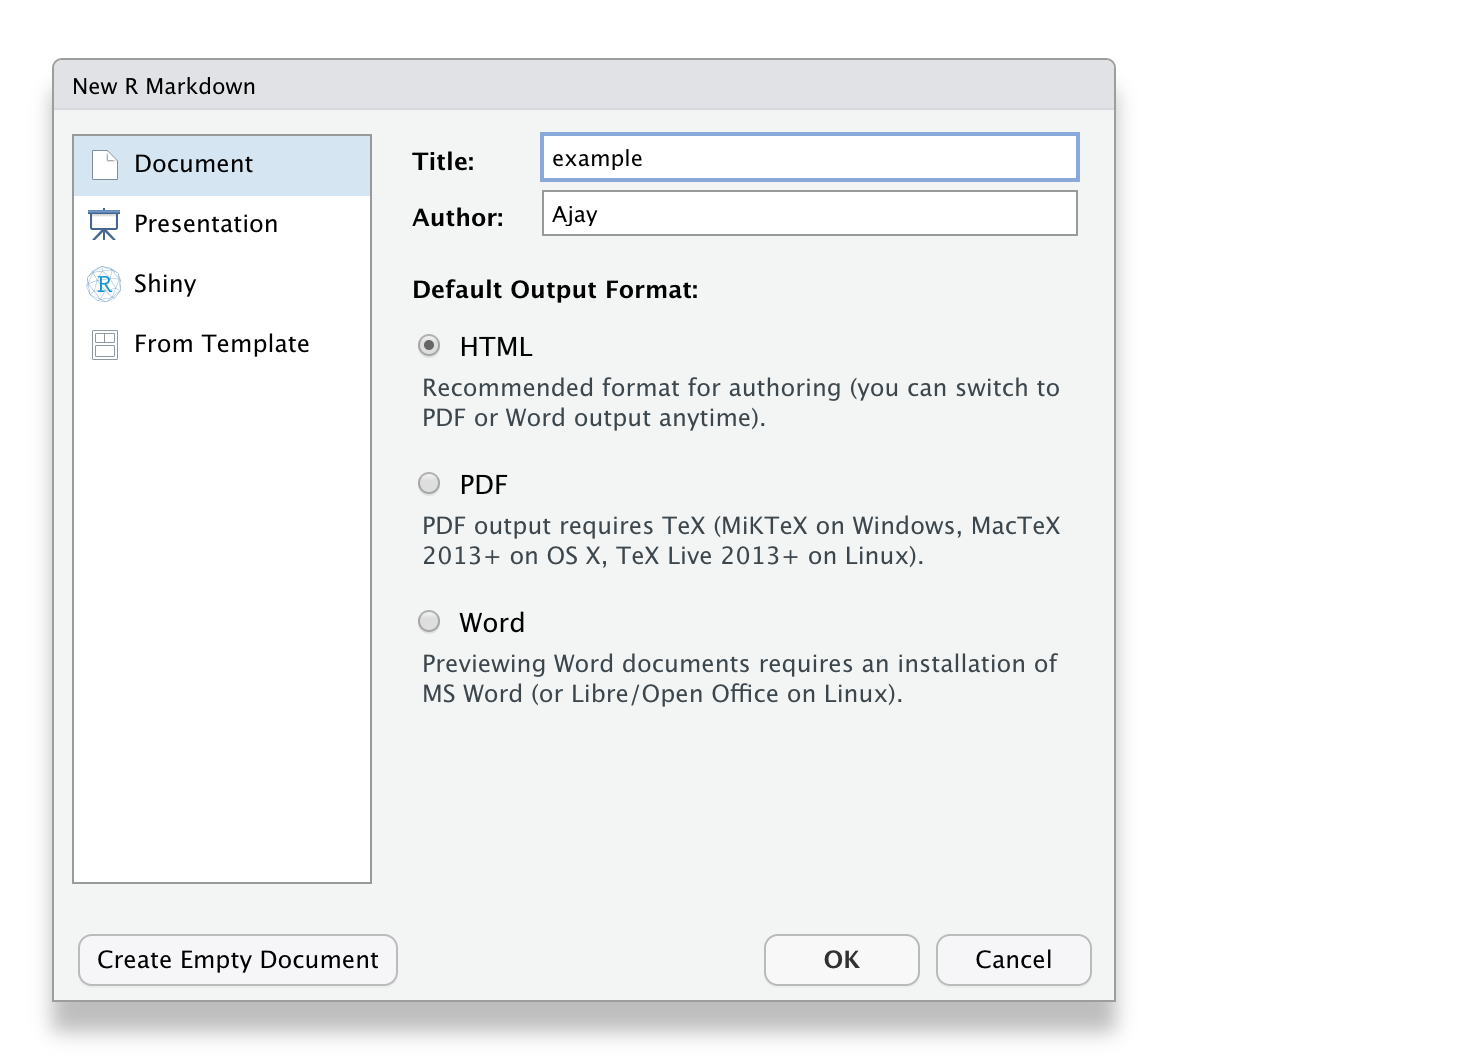 New R Markdown
Document
Presentation
R Shiny
From Template
Title: example
Author: Ajay
Default Output Format:
HTML
Recommended format for authoring (you can switch to
PDF or Word output anytime).
PDF
PDF output requires TeX (MiKTeX on Windows, MacTeX
2013+ on OS X, TeX Live 2013+ on Linux).
Word
Previewing Word documents requires an installation of
MS Word (or Libre/Open Office on Linux).
Create Empty Document
OK
Cancel